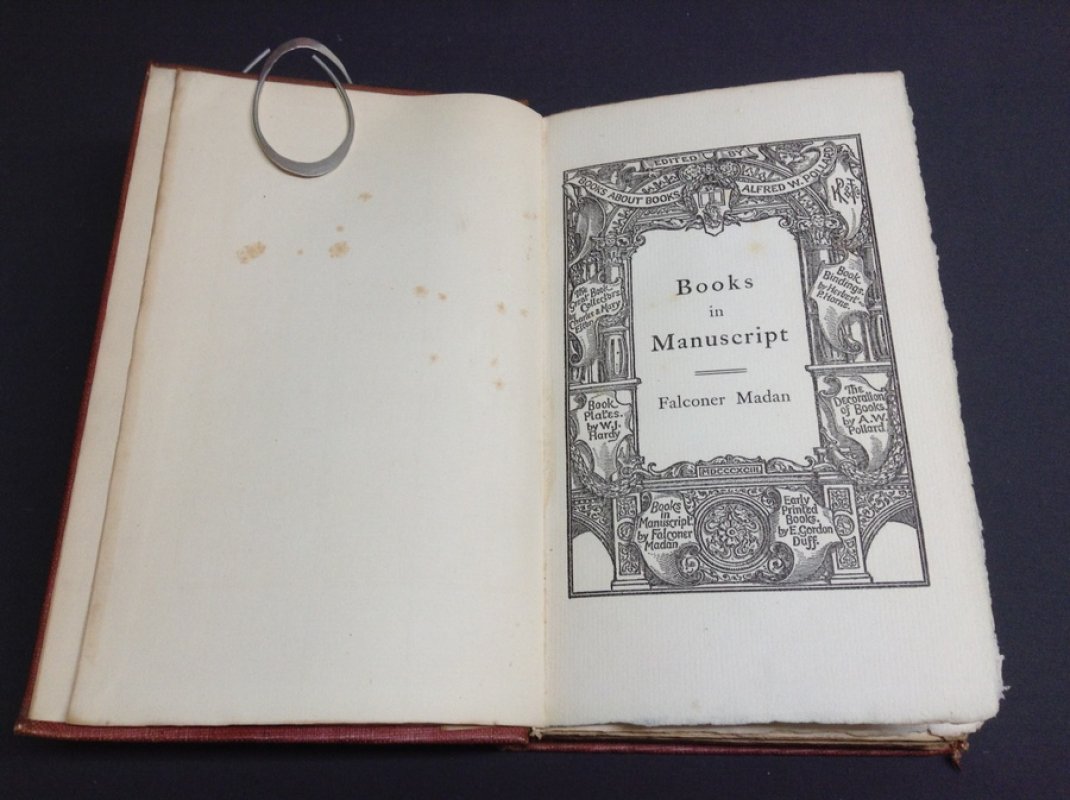 EDITED BY
BOOKS ABOUT BOOKS
ALFRED W. POLLARD
Books
in
Manuscript
Falconer Madan
The
Great Book
Collectors.
Charles & Mary
Elton
Book
Bindings.
by Herbert
P. Horne.
Book
Plates.
by W.J.
Hardy
The
Decoration
of Books.
by A.W.
Pollard.
MDCCCXCIII
Books
in
Manuscript.
by Falconer
Madan
Early
Printed
Books.
by E. Gordon
Duff.